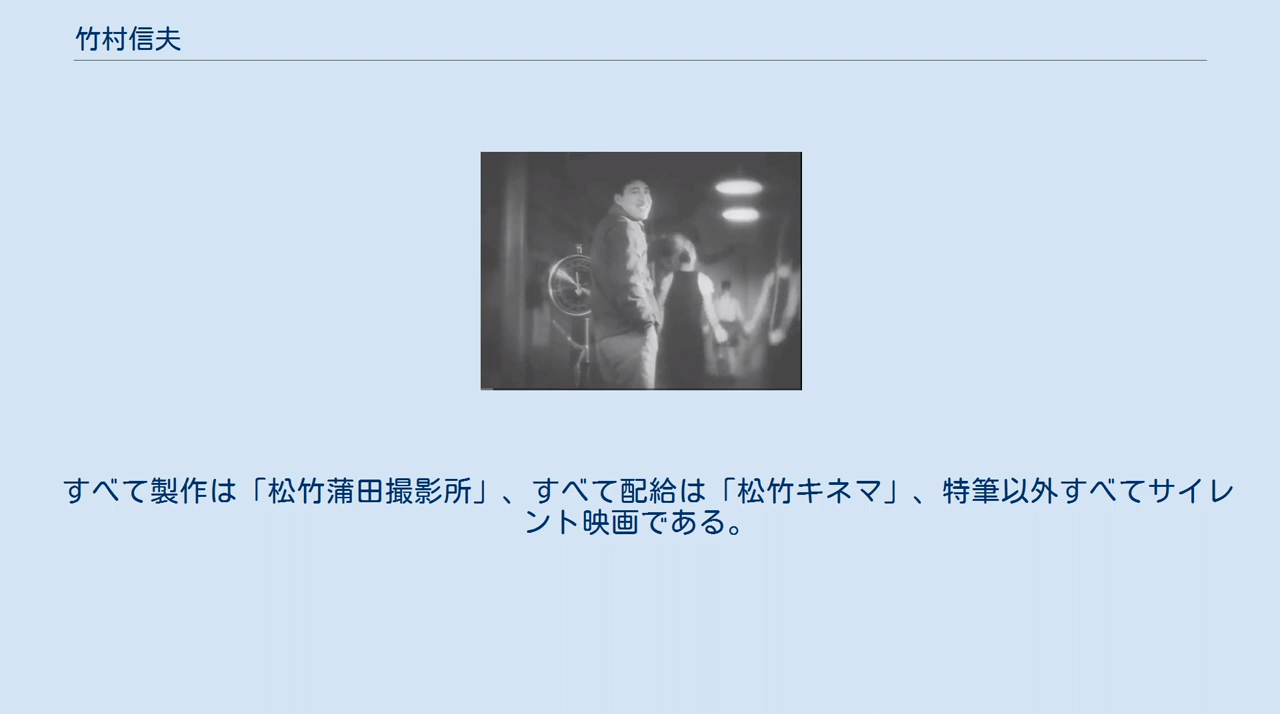 竹村信夫
すべて製作は「松竹蒲田撮影所」、すべて配給は「松竹キネマ」、特筆以外すべてサイレ
ント映画である。